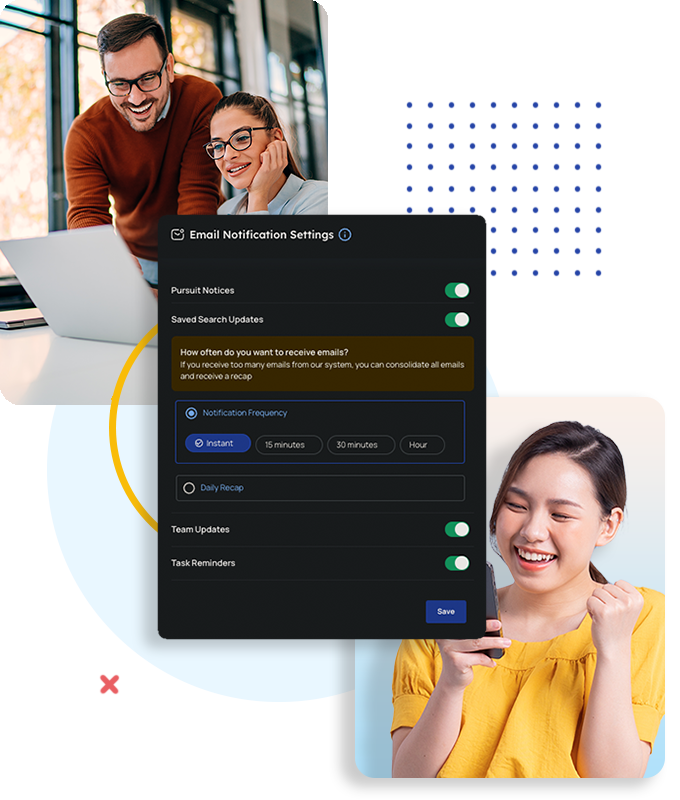 Email Notification Settings
Pursuit Notices
Saved Search Updates
How often do you want to receive emails?
If you receive too many emails from our system, you can consolidate all emails
and receive a recap
Notification Frequency
Instant
15 minutes
30 minutes
Hour
Daily Recap
Team Updates
Task Reminders
Save